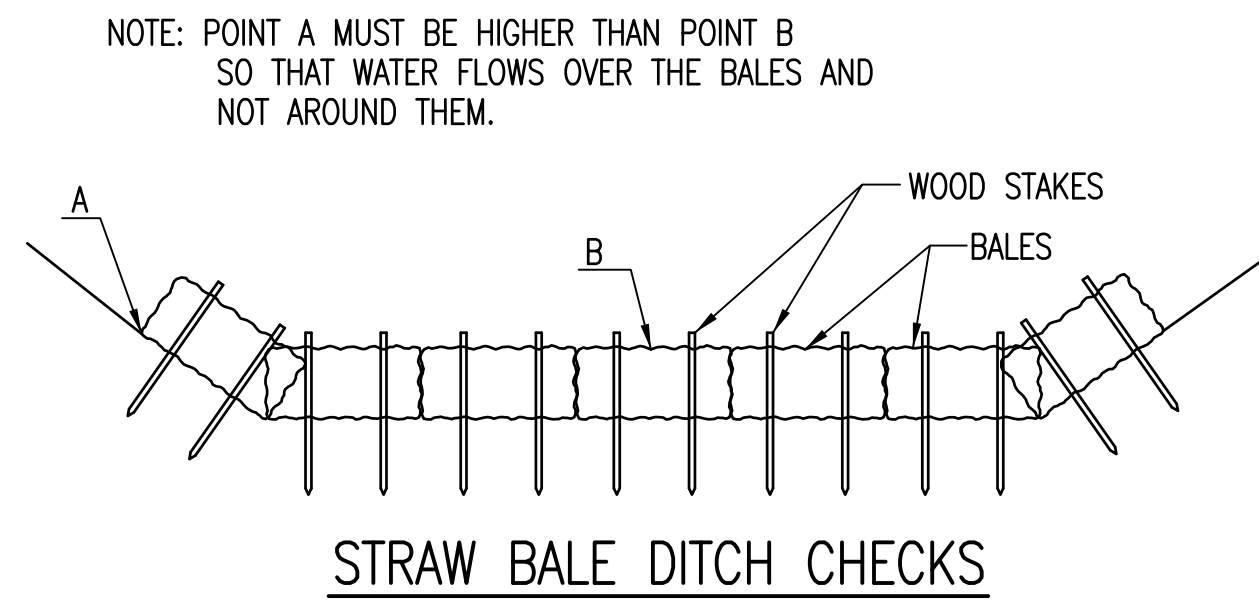 NOTE: POINT A MUST BE HIGHER THAN POINT B
SO THAT WATER FLOWS OVER THE BALES AND
NOT AROUND THEM.
A
WOOD STAKES
B
BALES
STRAW BALE DITCH CHECKS